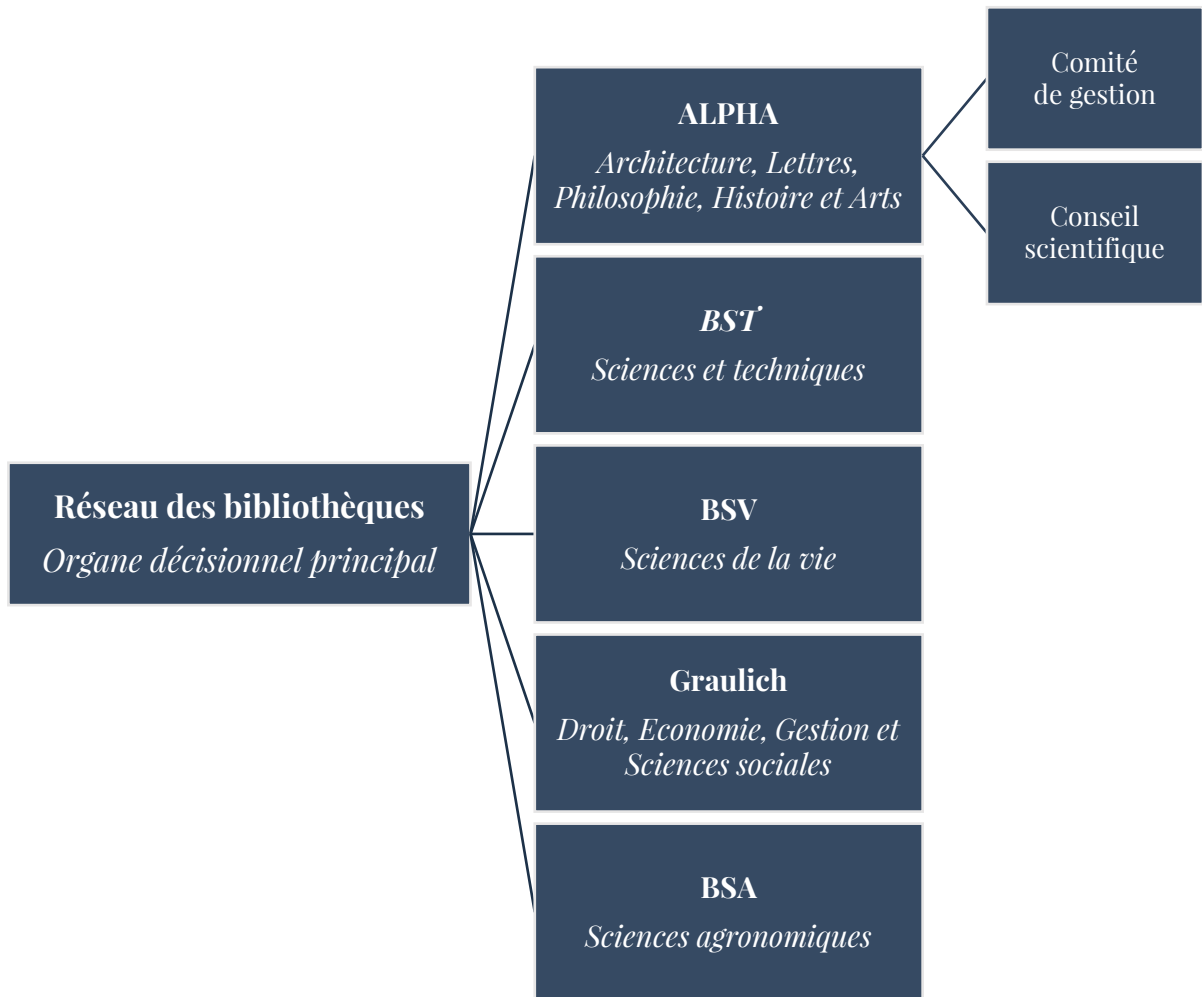 Réseau des bibliothèques
Organe décisionnel principal
ALPHA
Architecture, Lettres,
Philosophie, Histoire et Arts
Comité
de gestion
Conseil
scientifique
BST
Sciences et techniques
BSV
Sciences de la vie
Graulich
Droit, Economie, Gestion et
Sciences sociales
BSA
Sciences agronomiques